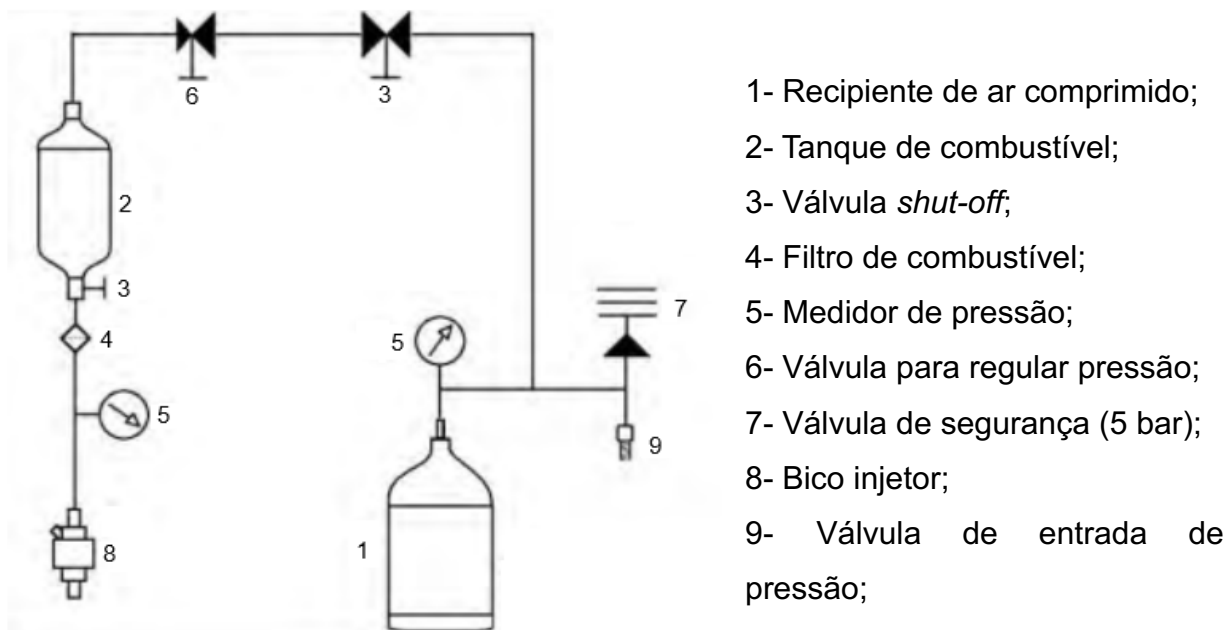 6
3
2
3
4
5
8
5
7
9
1
1- Recipiente de ar comprimido;
2- Tanque de combustível;
3- Válvula shut-off;
4- Filtro de combustível;
5- Medidor de pressão;
6- Válvula para regular pressão;
7- Válvula de segurança (5 bar);
8- Bico injetor;
9- Válvula de entrada de
pressão;